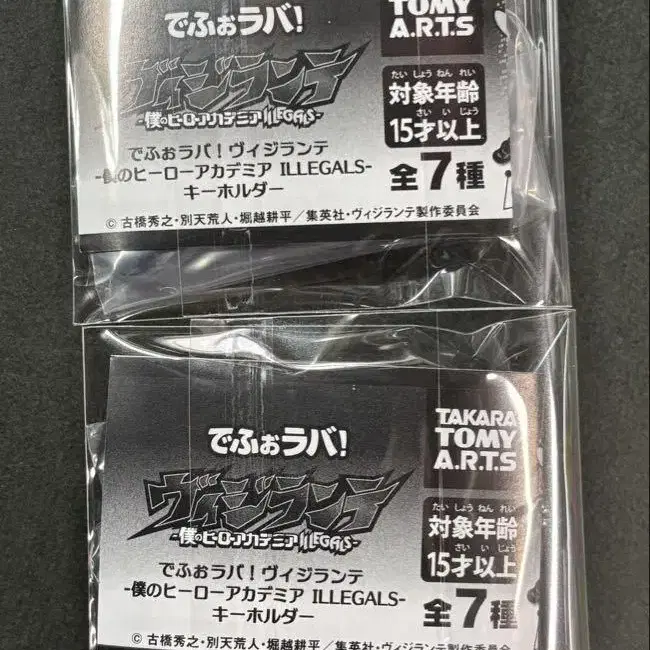 でふぉラバ!
TOMY
A.R.T.S
ヴィジランテ
-僕のヒーローアカデミア ILLEGALS-
たい しょう ねん れい
対象年齢
さい い じょう
15才以上
でふぉラバ!ヴィジランテ
-僕のヒーローアカデミア ILLEGALS-
キーホルダー
全7種
© 古橋秀之・別天荒人・堀越耕平/集英社・ヴィジランテ製作委員会
でふぉラバ!
TAKARA
TOMY
A.R.T.S
ヴィジランテ
-僕のヒーローアカデミア ILLEGALS-
たい しょう ねん れい
対象年齢
さい い じょう
15才以上
でふぉラバ!ヴィジランテ
-僕のヒーローアカデミア ILLEGALS-
キーホルダー
全7種
© 古橋秀之・別天荒人・堀越耕平/集英社・ヴィジランテ製作委員会